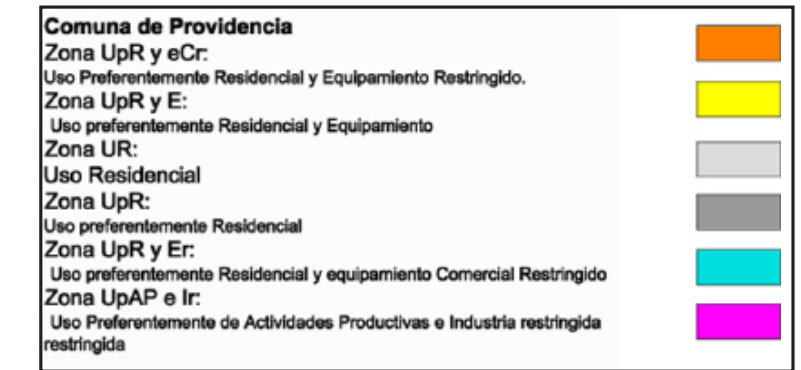 Comuna de Providencia
Zona UpR y eCr:
Uso Preferentemente Residencial y Equipamiento Restringido.
Zona UpR y E:
Uso preferentemente Residencial y Equipamiento
Zona UR:
Uso Residencial
Zona UpR:
Uso preferentemente Residencial
Zona UpR y Er:
Uso preferentemente Residencial y equipamiento Comercial Restringido
Zona UpAP e Ir:
Uso Preferentemente de Actividades Productivas e Industria restringida
restringida